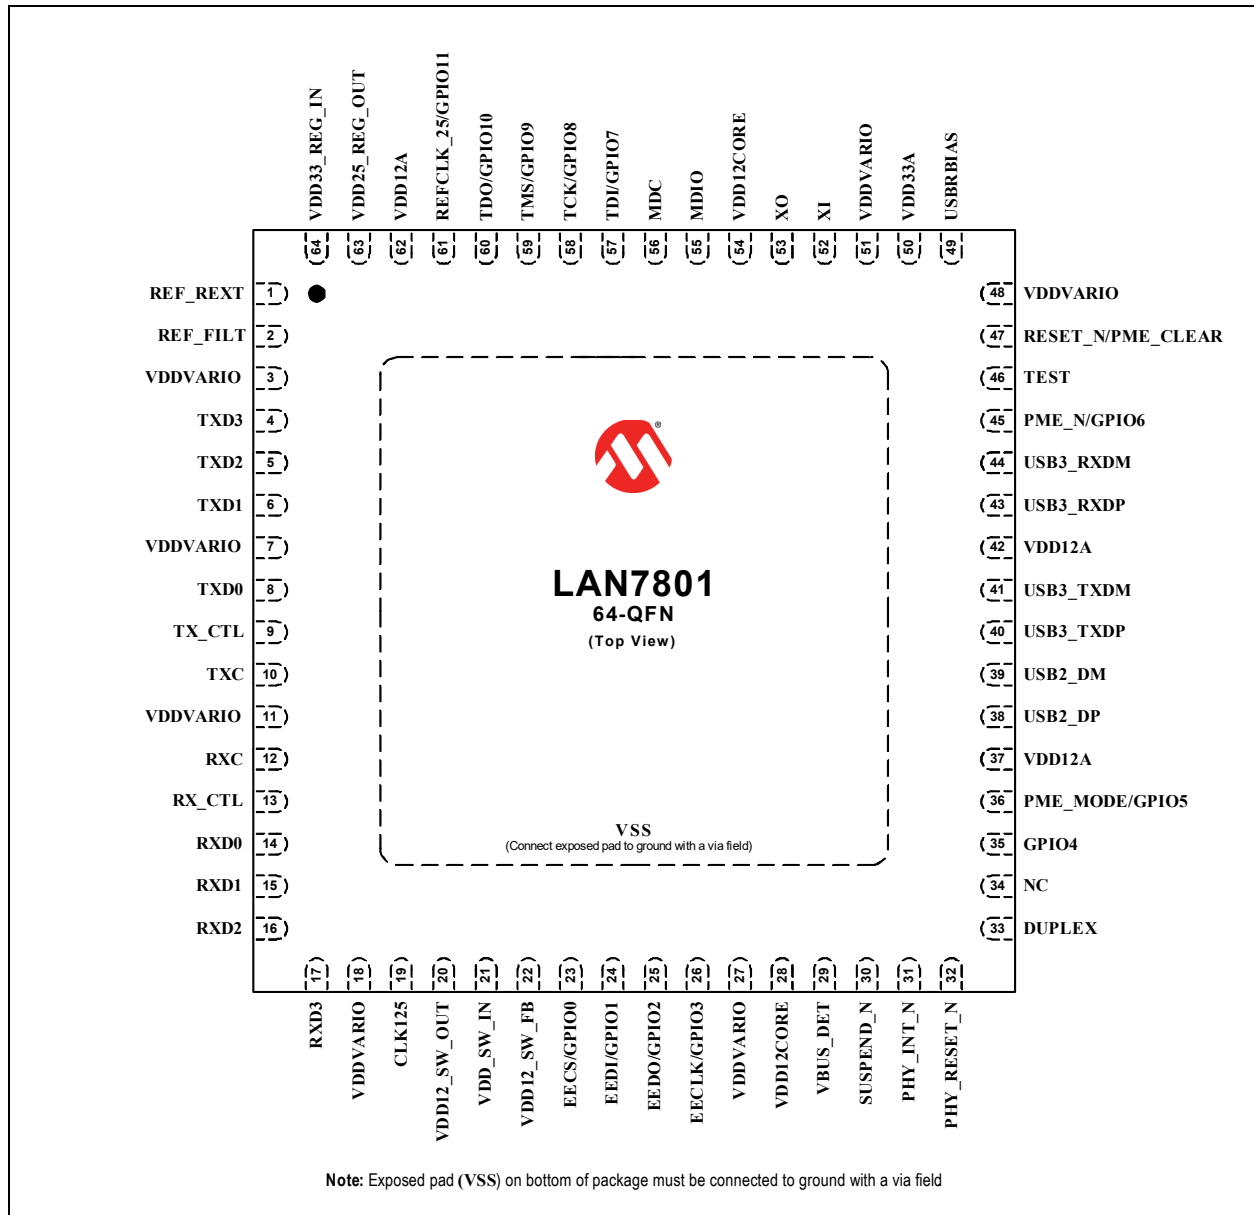 VDD33_REG_IN
VDD25_REG_OUT
VDD12A
REFCLK_25/GPIO11
TDO/GPIO10
TMS/GPIO9
TCK/GPIO8
TDI/GPIO7
MDC
MDIO
VDD12CORE
XO
XI
VDDVARIO
VDD33A
USBRBIAS
64 63 62 61 60 59 58 57 56 55 54 53 52 51 50 49
REF_REXT 1
REF_FILT 2
VDDVARIO 3
TXD3 4
TXD2 5
TXD1 6
VDDVARIO 7
TXD0 8
TX_CTL 9
TXC 10
VDDVARIO 11
RXC 12
RX_CTL 13
RXD0 14
RXD1 15
RXD2 16
®
LAN7801
64-QFN
(Top View)
VSS
(Connect exposed pad to ground with a via field)
48 VDDVARIO
47 RESET_N/PME_CLEAR
46 TEST
45 PME_N/GPIO6
44 USB3_RXDM
43 USB3_RXDP
42 VDD12A
41 USB3_TXDM
40 USB3_TXDP
39 USB2_DM
38 USB2_DP
37 VDD12A
36 PME_MODE/GPIO5
35 GPIO4
34 NC
33 DUPLEX
17 18 19 20 21 22 23 24 25 26 27 28 29 30 31 32
RXD3
VDDVARIO
CLK125
VDD12_SW_OUT
VDD_SW_IN
VDD12_SW_FB
EECS/GPIO0
EEDI/GPIO1
EEDO/GPIO2
EECLK/GPIO3
VDDVARIO
VDD12CORE
VBUS_DET
SUSPEND_N
PHY_INT_N
PHY_RESET_N
Note: Exposed pad (VSS) on bottom of package must be connected to ground with a via field